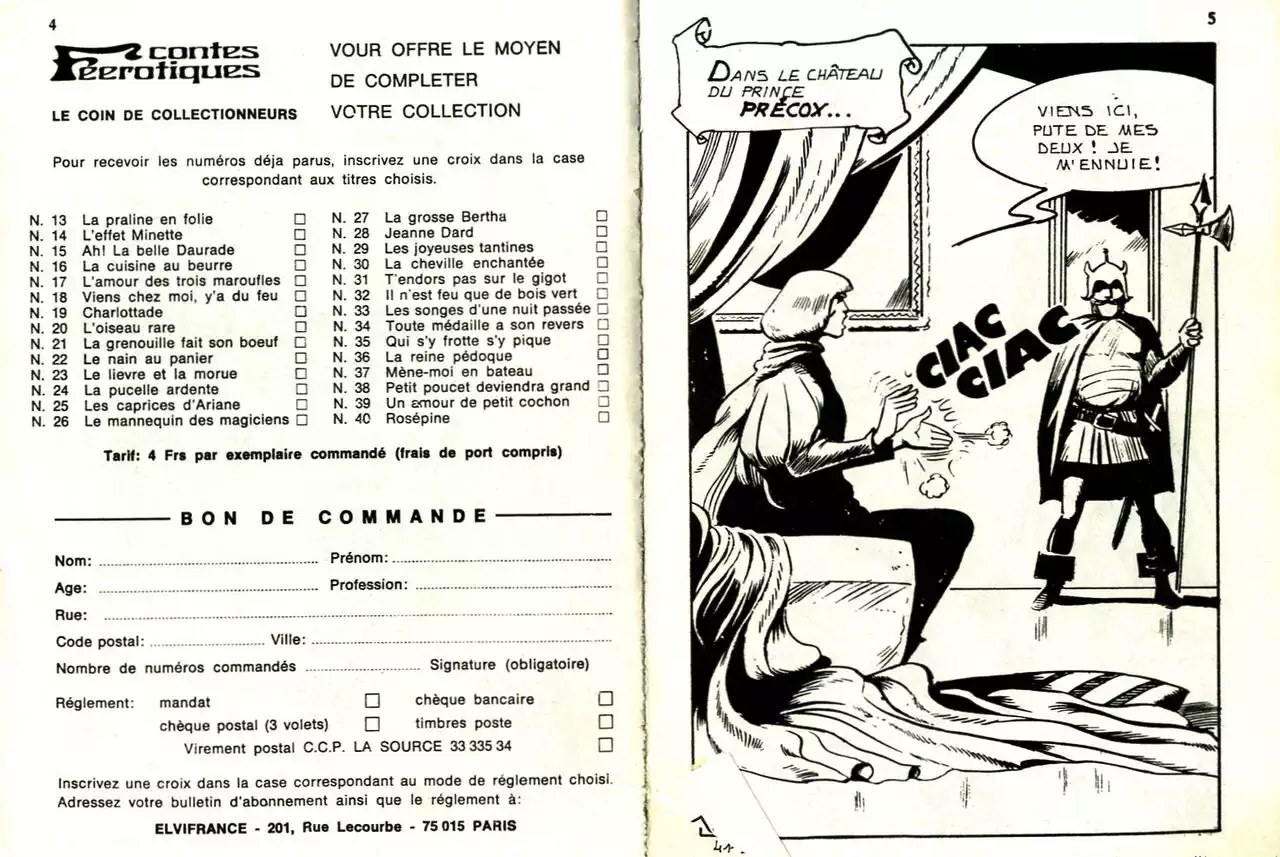 4
contes
féerotiques
LE COIN DE COLLECTIONNEURS
VOUR OFFRE LE MOYEN
DE COMPLETER
VOTRE COLLECTION
Pour recevoir les numéros déja parus, inscrivez une croix dans la case
correspondant aux titres choisis.
N. 13 La praline en folie
N. 14 L'effet Minette
N. 15 Ah! La belle Daurade
N. 16 La cuisine au beurre
N. 17 L'amour des trois maroufles
N. 18 Viens chez moi, y'a du feu
N. 19 Charlottade
N. 20 L'oiseau rare
N. 21 La grenouille fait son boeuf
N. 22 Le nain au panier
N. 23 Le lievre et la morue
N. 24 La pucelle ardente
N. 25 Les caprices d'Ariane
N. 26 Le mannequin des magiciens
N. 27 La grosse Bertha
N. 28 Jeanne Dard
N. 29 Les joyeuses tantines
N. 30 La cheville enchantée
N. 31 T'endors pas sur le gigot
N. 32 Il n'est feu que de bois vert
N. 33 Les songes d'une nuit passée
N. 34 Toute médaille a son revers
N. 35 Qui s'y frotte s'y pique
N. 36 La reine pédoque
N. 37 Mène-moi en bateau
N. 38 Petit poucet deviendra grand
N. 39 Un amour de petit cochon
N. 40 Rosépine
Tarif: 4 Frs par exemplaire commandé (frais de port compris)
BON DE COMMANDE
Nom: Prénom:
Age: Profession:
Rue:
Code postal: Ville:
Nombre de numéros commandés Signature (obligatoire)
Réglement: mandat chèque bancaire
chèque postal (3 volets) timbres poste
Virement postal C.C.P. LA SOURCE 33 335 34
Inscrivez une croix dans la case correspondant au mode de réglement choisi.
Adressez votre bulletin d'abonnement ainsi que le réglement à:
ELVIFRANCE - 201, Rue Lecourbe - 75 015 PARIS
5
DANS LE CHÂTEAU
DU PRINCE
PRÉCOX...
VIENS ICI,
PUTE DE MES
DEUX ! JE
M'ENNUIE!
CIAC
CIAC
41.